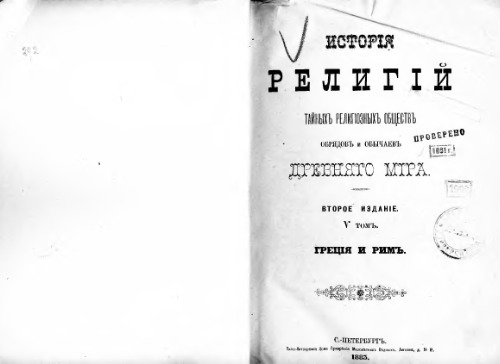 ИСТОРІЯ
РЕЛИГІЙ
ТАЙНЫХЪ РЕЛИГІОЗНЫХЪ ОБЩЕСТВЪ
ОБРЯДОВЪ И ОБЫЧАЕВЪ
ПРОВЕРЕНО
ДРЕВНЯГО МІРА.
ВТОРОЕ ИЗДАНІЕ.
V ТОМЪ.
ГРЕЦІЯ И РИМЪ.
С.-ПЕТЕРБУРГЪ.
1883.